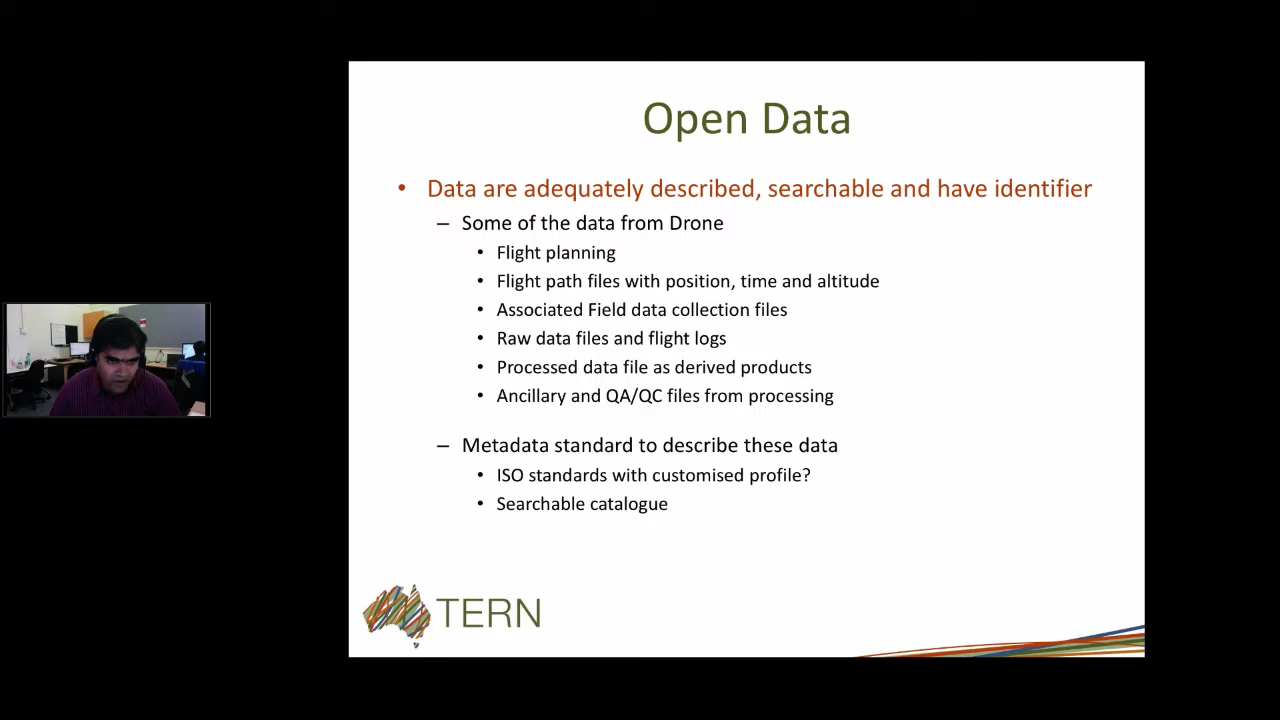 Open Data
• Data are adequately described, searchable and have identifier
– Some of the data from Drone
• Flight planning
• Flight path files with position, time and altitude
• Associated Field data collection files
• Raw data files and flight logs
• Processed data file as derived products
• Ancillary and QA/QC files from processing
– Metadata standard to describe these data
• ISO standards with customised profile?
• Searchable catalogue
TERN